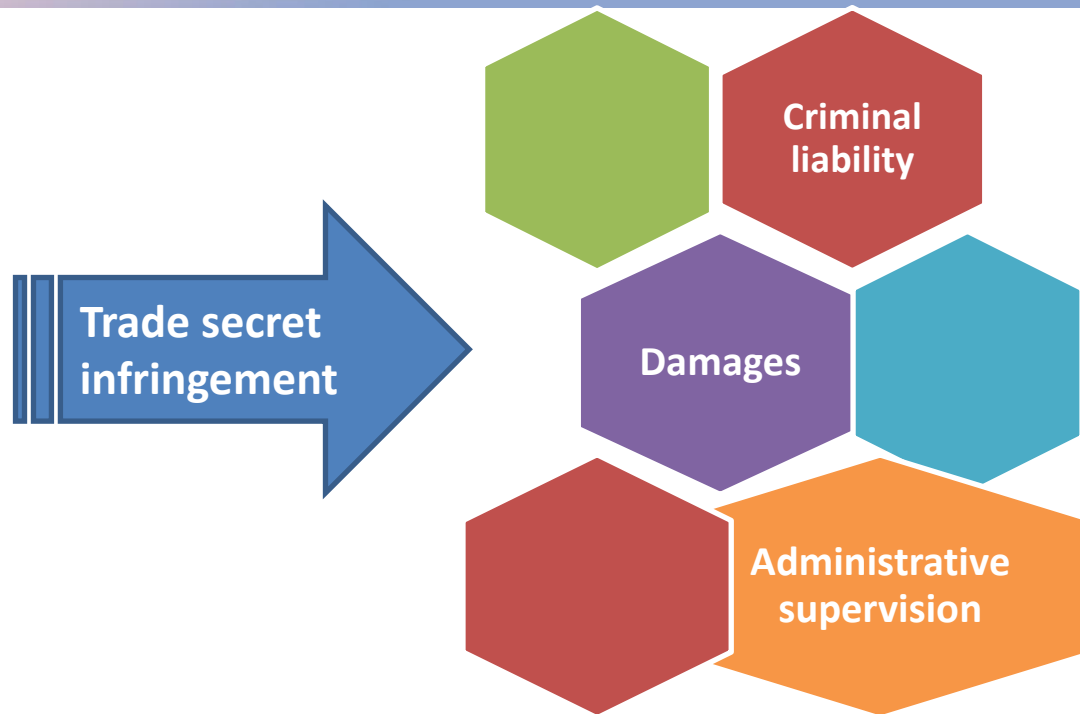 Criminal
liability
Trade secret
infringement
Damages
Administrative
supervision